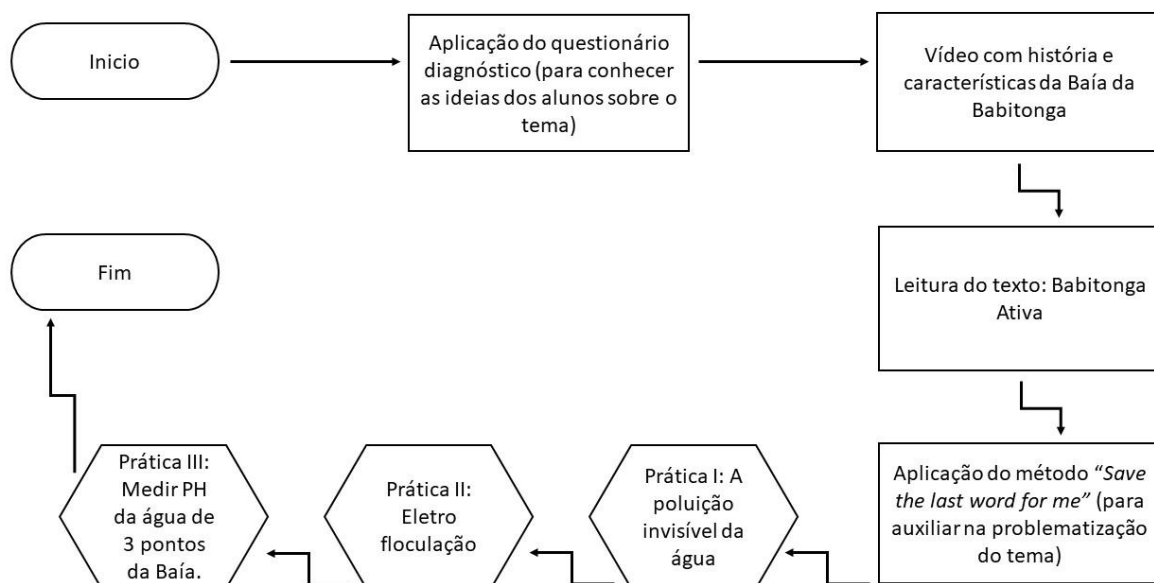 Inicio
Aplicação do questionário
diagnóstico (para conhecer
as ideias dos alunos sobre o
tema)
Vídeo com história e
características da Baía da
Babitonga
Leitura do texto: Babitonga
Ativa
Aplicação do método “Save
the last word for me” (para
auxiliar na problematização
do tema)
Prática I: A
poluição
invisível da
água
Prática II:
Eletro
floculação
Prática III:
Medir PH
da água de
3 pontos
da Baía.
Fim